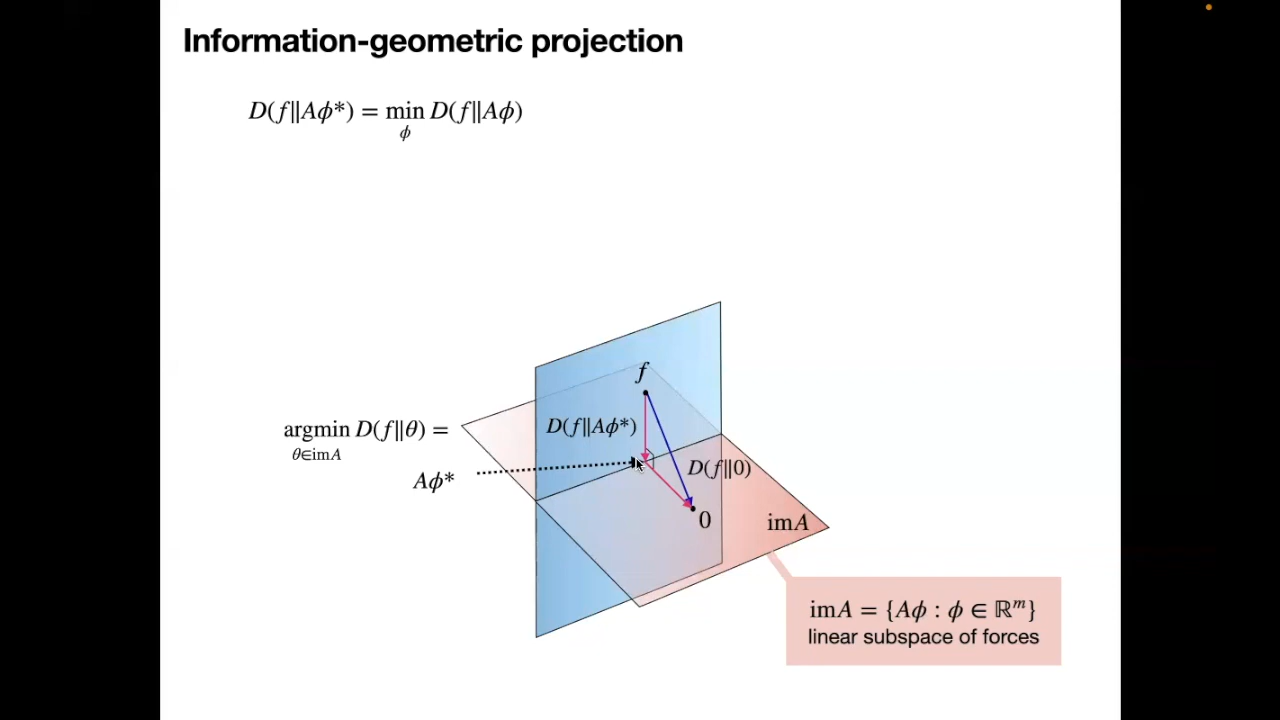 Information-geometric projection
D(f∥Aϕ*) = min D(f∥Aϕ)
ϕ
f
D(f∥Aϕ*)
argmin D(f∥θ) =
θ∈imA
Aϕ*
D(f∥0)
0
imA
imA = {Aϕ : ϕ ∈ ℝᵐ}
linear subspace of forces